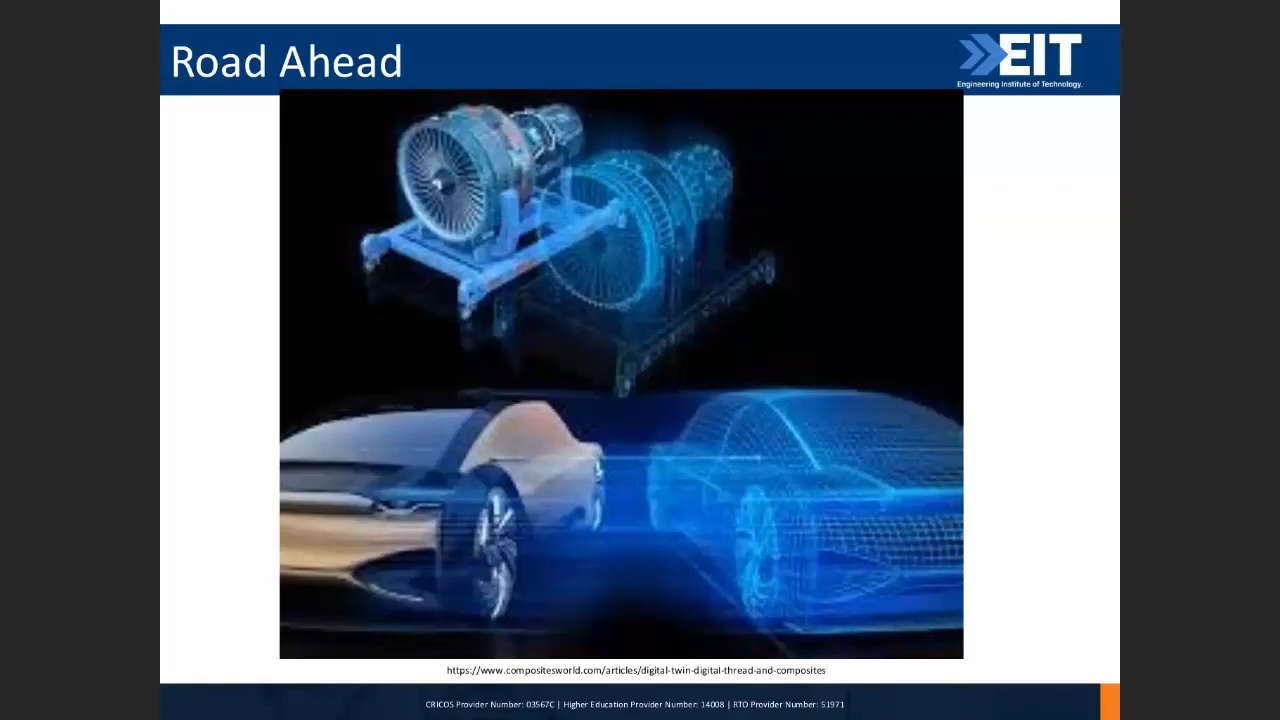 Road Ahead
EIT
Engineering Institute of Technology.
https://www.compositesworld.com/articles/digital-twin-digital-thread-and-composites
CRICOS Provider Number: 03567C | Higher Education Provider Number: 14008 | RTO Provider Number: 51971